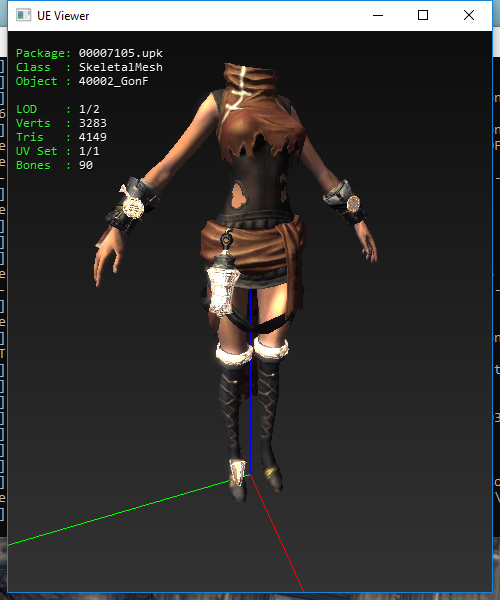 UE Viewer
Package: 00007105.upk
Class : SkeletalMesh
Object : 40002_GonF
LOD : 1/2
Verts : 3283
Tris : 4149
UV Set : 1/1
Bones : 90